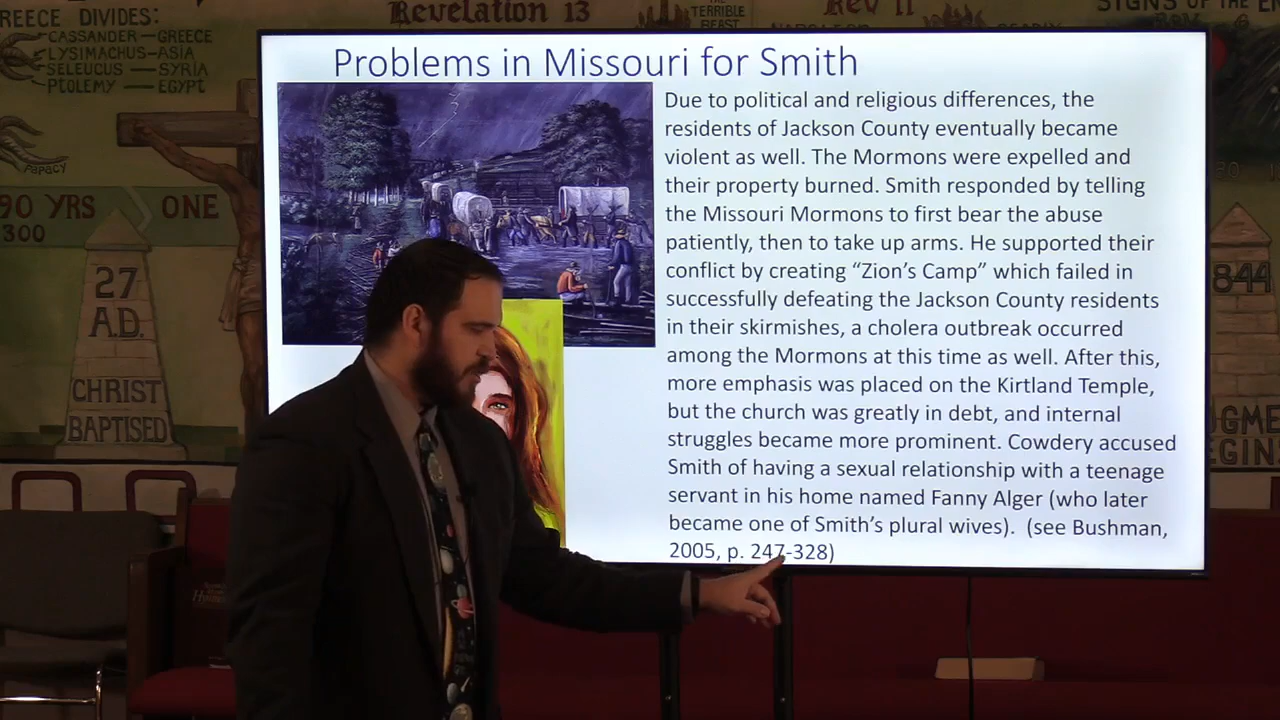 REECE DIVIDES:
CASSANDER — GREECE
LYSIMACHUS — ASIA
SELEUCUS — SYRIA
PTOLEMY — EGYPT
Revelation 13
TERRIBLE
BEAST
Rev 11
SIGNS OF THE
PAPACY
90 YRS
300
ONE
27
A.D.
CHRIST
BAPTISED
844
Problems in Missouri for Smith
Due to political and religious differences, the
residents of Jackson County eventually became
violent as well. The Mormons were expelled and
their property burned. Smith responded by telling
the Missouri Mormons to first bear the abuse
patiently, then to take up arms. He supported their
conflict by creating “Zion’s Camp” which failed in
successfully defeating the Jackson County residents
in their skirmishes, a cholera outbreak occurred
among the Mormons at this time as well. After this,
more emphasis was placed on the Kirtland Temple,
but the church was greatly in debt, and internal
struggles became more prominent. Cowdery accused
Smith of having a sexual relationship with a teenage
servant in his home named Fanny Alger (who later
became one of Smith’s plural wives). (see Bushman,
2005, p. 247-328)